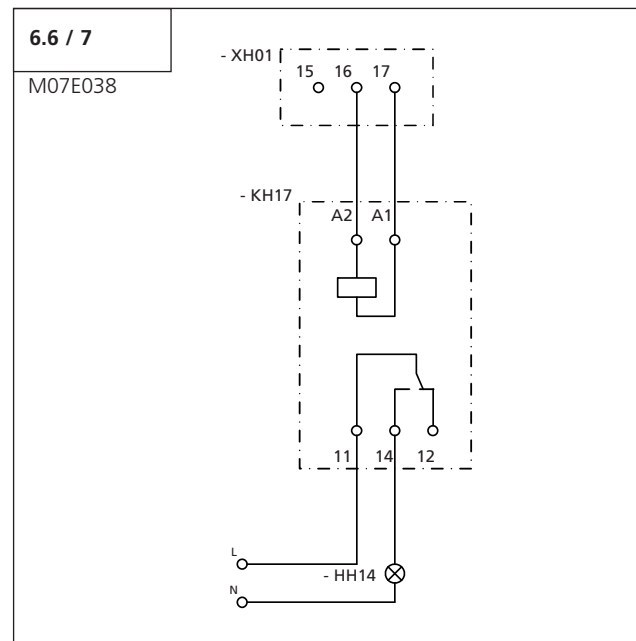 6.6 / 7
M07E038
- XH01
15 16 17
- KH17
A2 A1
11 14 12
L
- HH14
N